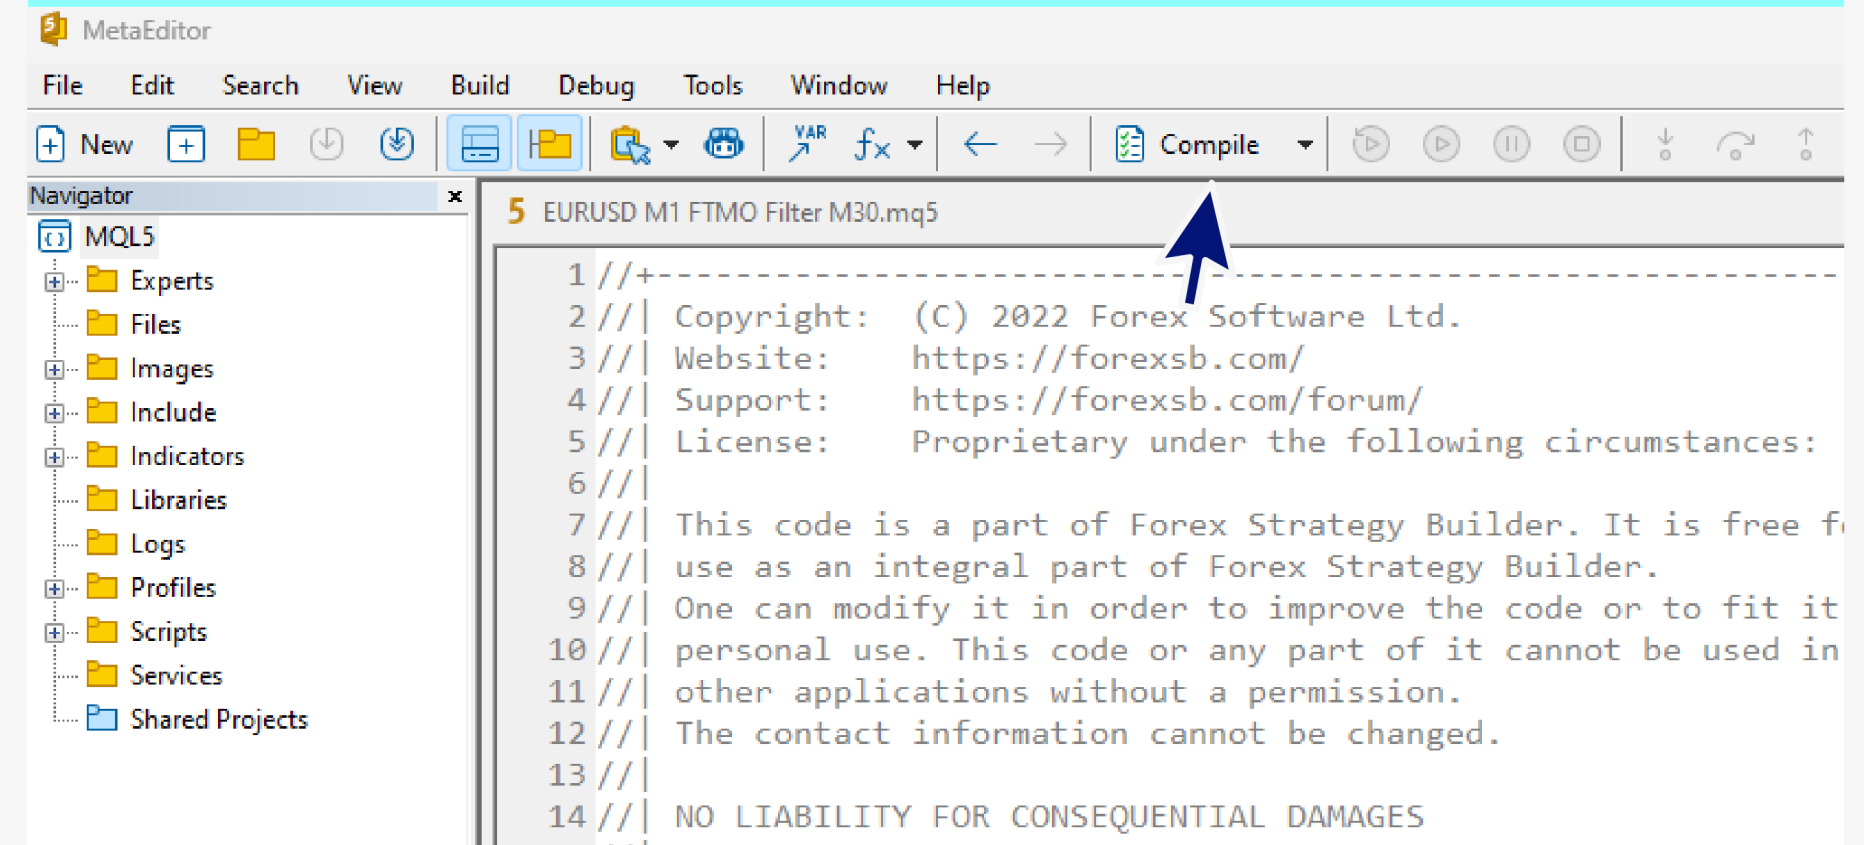 MetaEditor
File Edit Search View Build Debug Tools Window Help
New VAR fx Compile
Navigator
MQL5
Experts
Files
Images
Include
Indicators
Libraries
Logs
Profiles
Scripts
Services
Shared Projects
5 EURUSD M1 FTMO Filter M30.mq5
1 //+----------------------------------------------------------
2 //| Copyright: (C) 2022 Forex Software Ltd.
3 //| Website: https://forexsb.com/
4 //| Support: https://forexsb.com/forum/
5 //| License: Proprietary under the following circumstances:
6 //|
7 //| This code is a part of Forex Strategy Builder. It is free
8 //| use as an integral part of Forex Strategy Builder.
9 //| One can modify it in order to improve the code or to fit it
10 //| personal use. This code or any part of it cannot be used in
11 //| other applications without a permission.
12 //| The contact information cannot be changed.
13 //|
14 //| NO LIABILITY FOR CONSEQUENTIAL DAMAGES